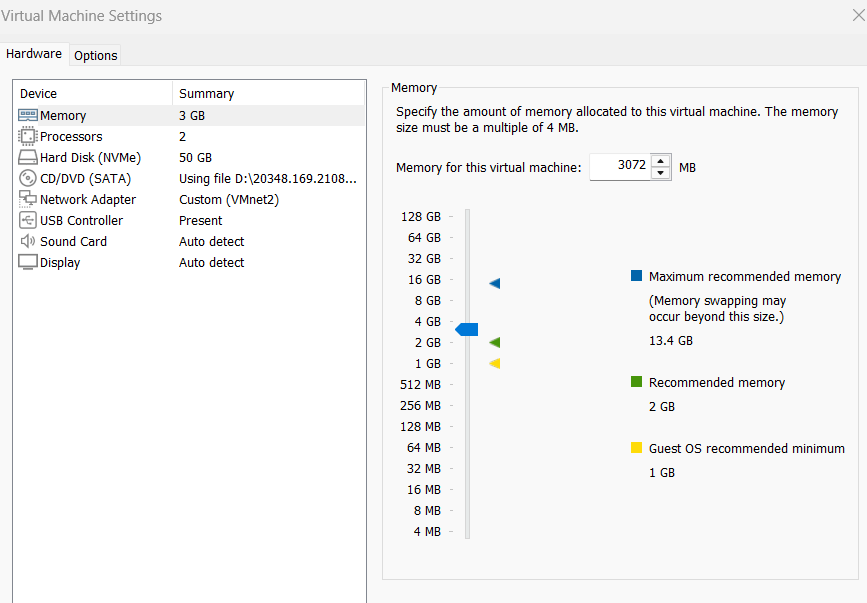 Virtual Machine Settings
Hardware
Options
Device Summary
Memory 3 GB
Processors 2
Hard Disk (NVMe) 50 GB
CD/DVD (SATA) Using file D:\20348.169.2108...
Network Adapter Custom (VMnet2)
USB Controller Present
Sound Card Auto detect
Display Auto detect
Memory
Specify the amount of memory allocated to this virtual machine. The memory
size must be a multiple of 4 MB.
Memory for this virtual machine: 3072 MB
128 GB
64 GB
32 GB
16 GB
8 GB
4 GB
2 GB
1 GB
512 MB
256 MB
128 MB
64 MB
32 MB
16 MB
8 MB
4 MB
Maximum recommended memory
(Memory swapping may
occur beyond this size.)
13.4 GB
Recommended memory
2 GB
Guest OS recommended minimum
1 GB